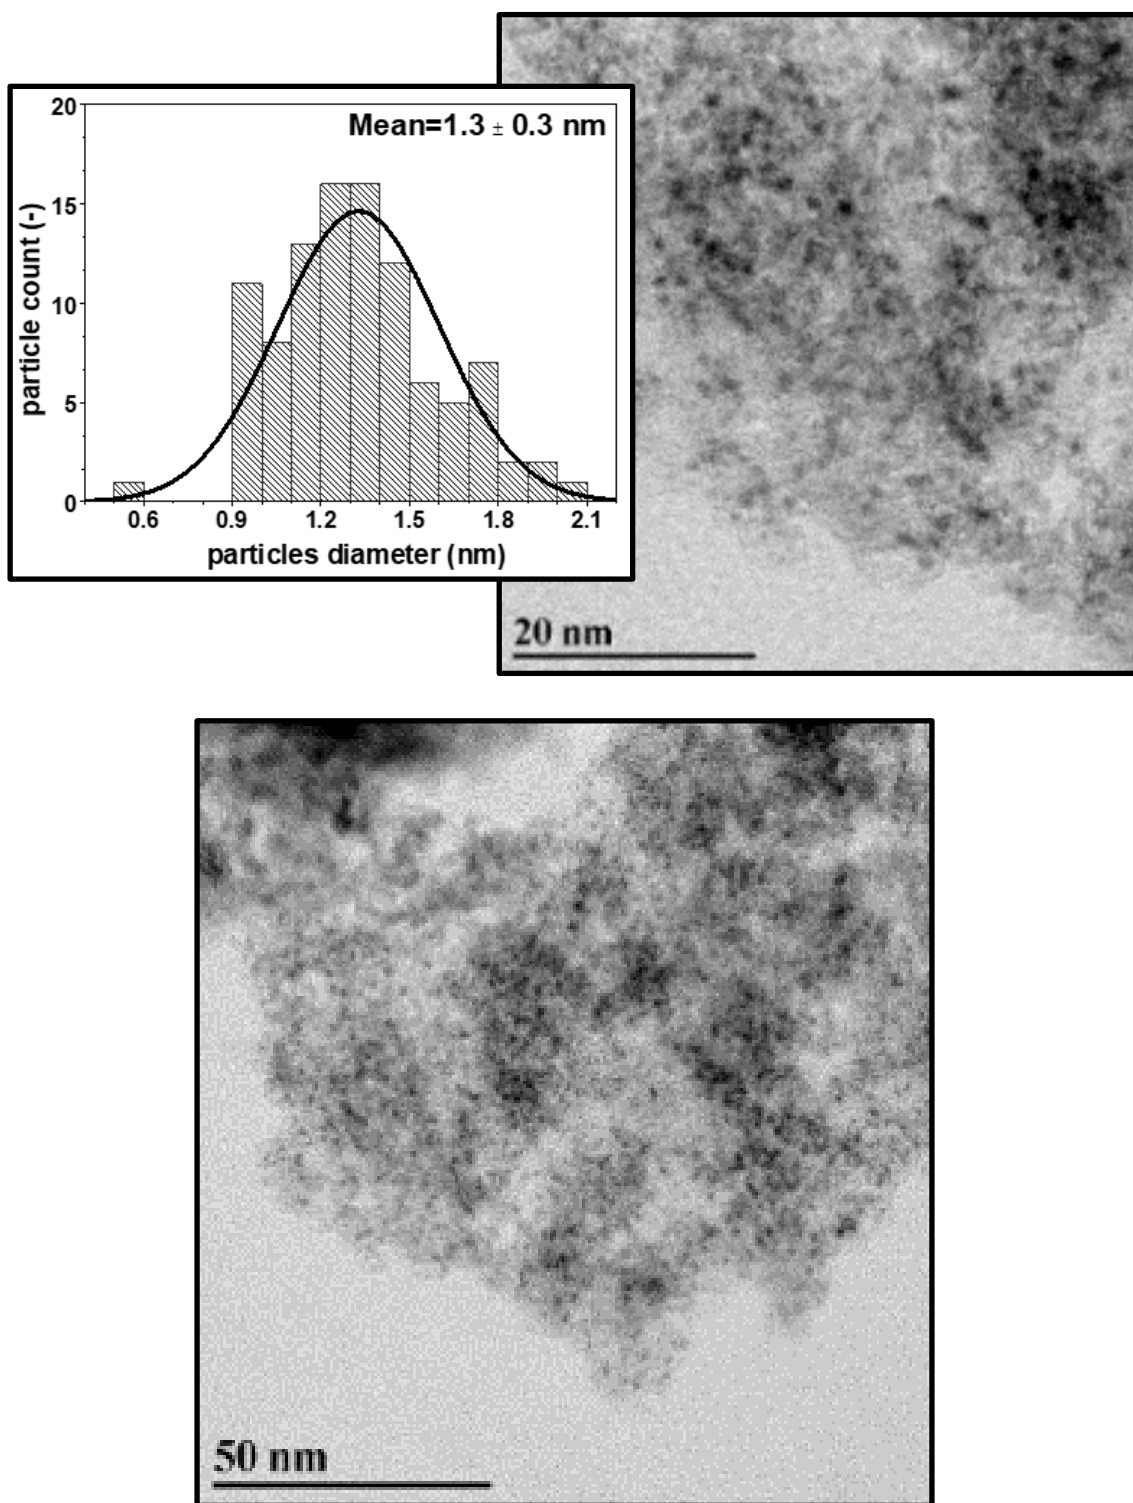 Mean=1.3 ± 0.3 nm
particle count (-)
20
15
10
5
0
0.6 0.9 1.2 1.5 1.8 2.1
particles diameter (nm)
20 nm
50 nm